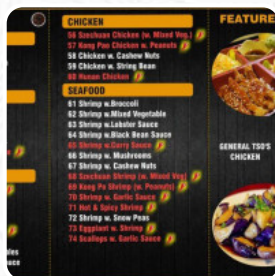 CHICKEN
56 Szechuan Chicken (w. Mixed Veg.)
57 Kung Pao Chicken w. Peanuts
58 Chicken w. Cashew Nuts
59 Chicken w. String Bean
60 Hunan Chicken
SEAFOOD
61 Shrimp w.Broccoli
62 Shrimp w.Mixed Vegetable
63 Shrimp w.Lobster Sauce
64 Shrimp w.Black Bean Sauce
65 Shrimp w.Curry Sauce
66 Shrimp w. Mushrooms
67 Shrimp w. Cashew Nuts
68 Szechuan Shrimp (w. Mixed Veg)
69 Kung Po Shrimp (w. Peanuts)
70 Shrimp w. Garlic Sauce
71 Hot & Spicy Shrimp
72 Shrimp w. Snow Peas
73 Eggplant w. Shrimp
74 Scallops w. Garlic Sauce
FEATURE
GENERAL TSO'S
CHICKEN